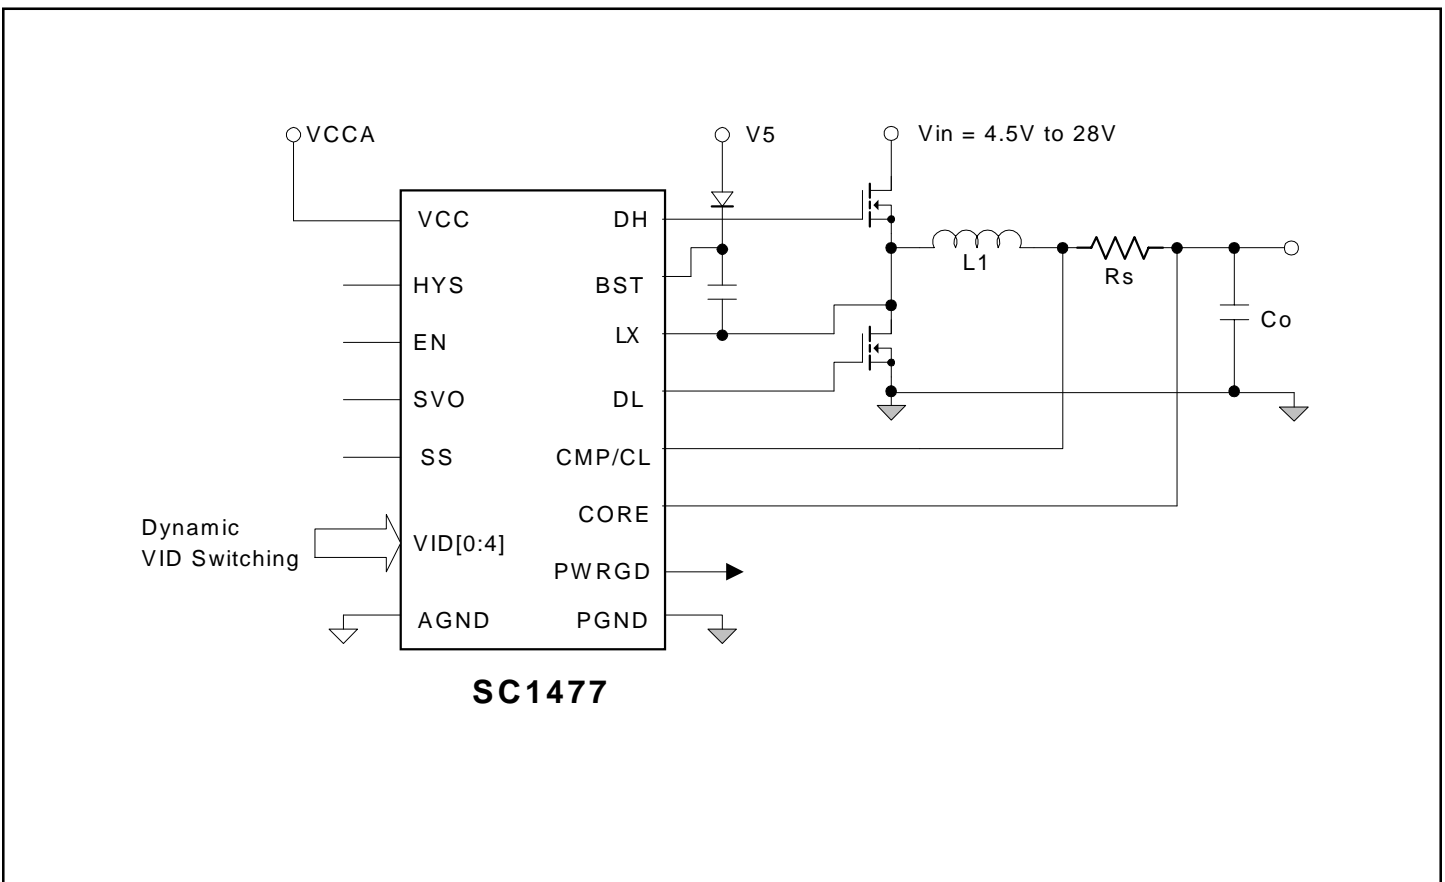 VCCA
V5
Vin = 4.5V to 28V
VCC
DH
HYS
BST
L1
Rs
EN
LX
Co
SVO
DL
SS
CMP/CL
CORE
Dynamic
VID Switching
VID[0:4]
PWRGD
AGND
PGND
SC1477